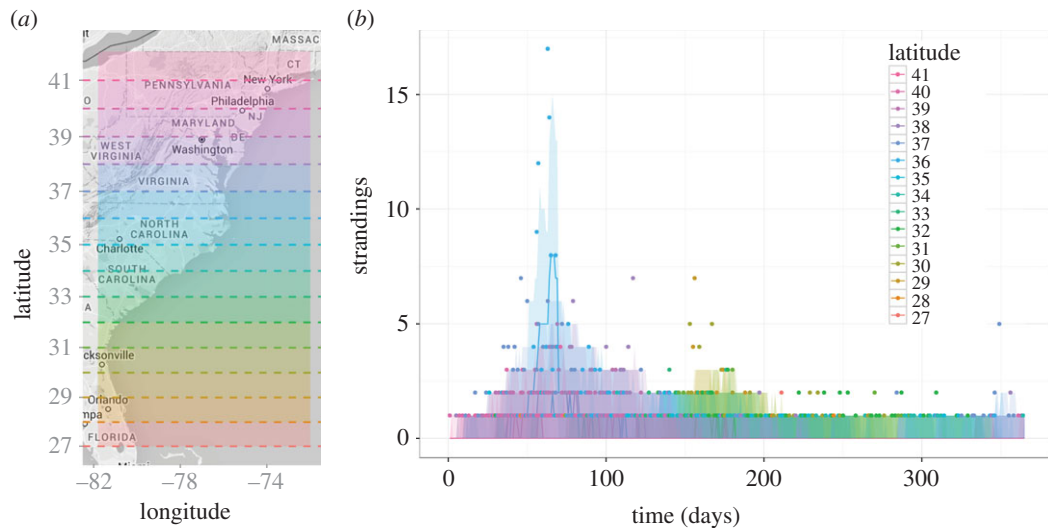 (a)
it
MASSAC
CT
41
New York
PENNSYLVANIA
O
Philadelphia
NJ
39
MARYLAND
DE
Washington
WEST
VIRGINIA
37
VIRGINIA
NORTH
CAROLINA
35
Charlotte
SOUTH
CAROLINA
33
A
31
cksonville
29
Orlando
mpa
FLORIDA
27
−82
−78
−74
latitude
longitude
(b)
15
10
5
0
strandings
0
100
200
300
time (days)
latitude
41
40
39
38
37
36
35
34
33
32
31
30
29
28
27